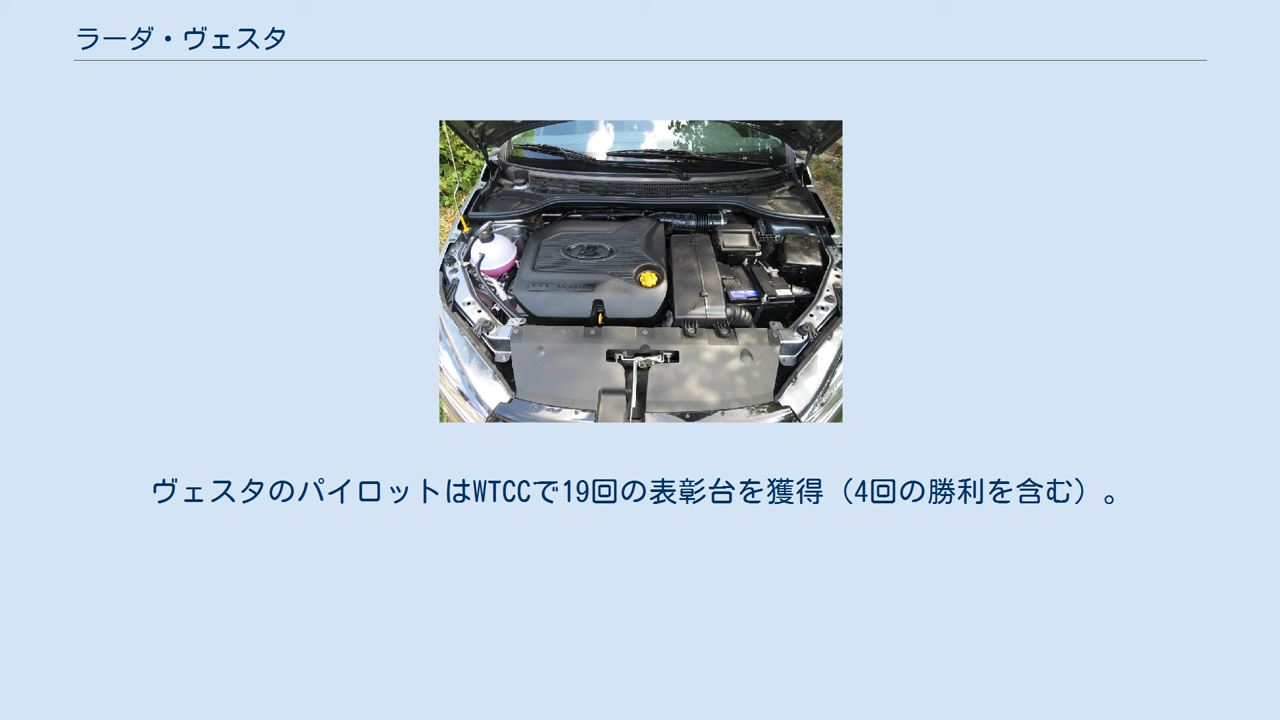 ラーダ・ヴェスタ
ヴェスタのパイロットはWTCCで19回の表彰台を獲得（4回の勝利を含む）。